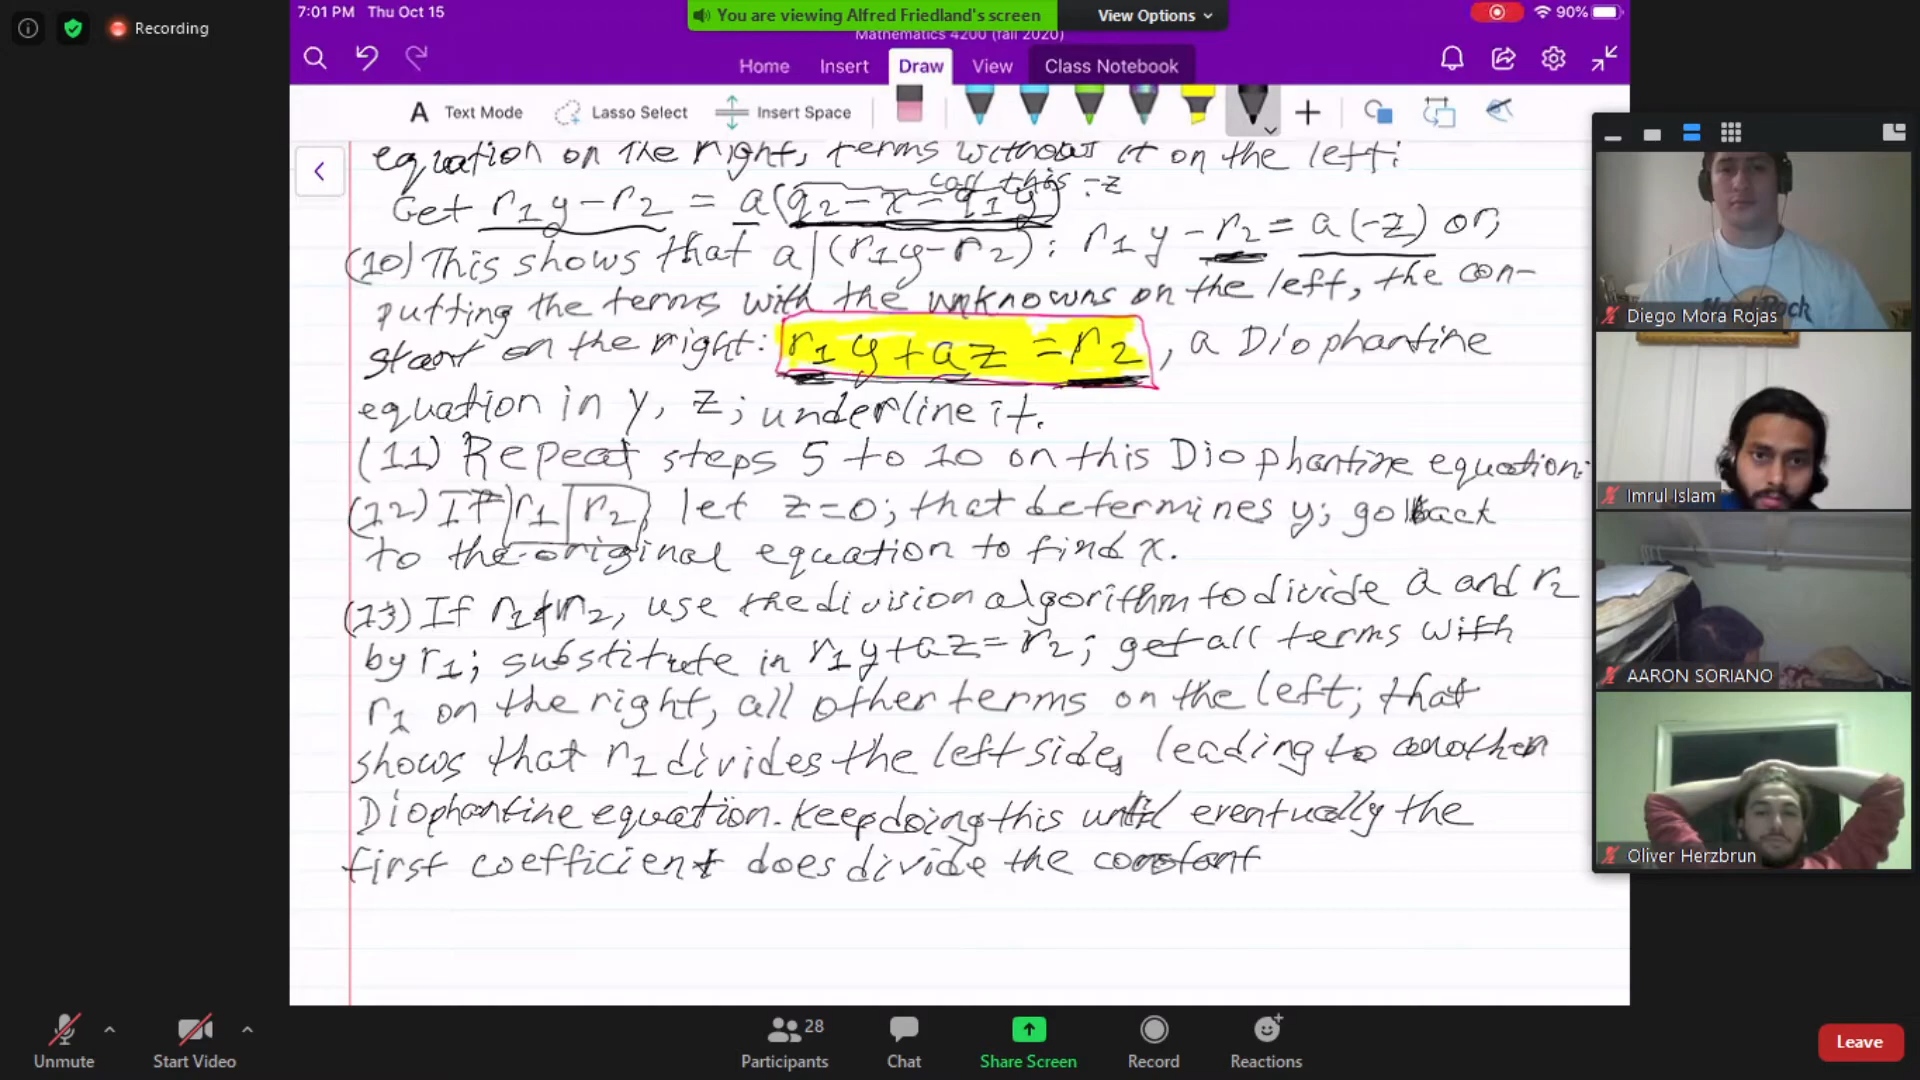 7:01 PM Thu Oct 15
You are viewing Alfred Friedland's screen
View Options
90%
Recording
Mathematics 4200 (fall 2020)
Home Insert Draw View Class Notebook
A Text Mode Lasso Select Insert Space
equation on the right, terms without it on the left:
call this -z
Get r₁y-r₂ = a(q₂-x-q₁y)
(10) This shows that a|(r₁y-r₂): r₁y-r₂=a(-z) or,
putting the terms with the unknowns on the left, the con-
stant on the right: r₁y+az=r₂, a Diophantine
equation in y, z; underline it.
(11) Repeat steps 5 to 10 on this Diophantine equation:
(12) If r₁|r₂, let z=0; that determines y; go back
to the original equation to find x.
(13) If r₁∤r₂, use the division algorithm to divide a and r₂
by r₁; substitute in r₁y+az=r₂; get all terms with
r₁ on the right, all other terms on the left; that
shows that r₁ divides the left side, leading to another
Diophantine equation. Keep doing this until eventually the
first coefficient does divide the constant
Diego Mora Rojas
Imrul Islam
AARON SORIANO
Oliver Herzbrun
Unmute
Start Video
28
Participants
Chat
Share Screen
Record
Reactions
Leave